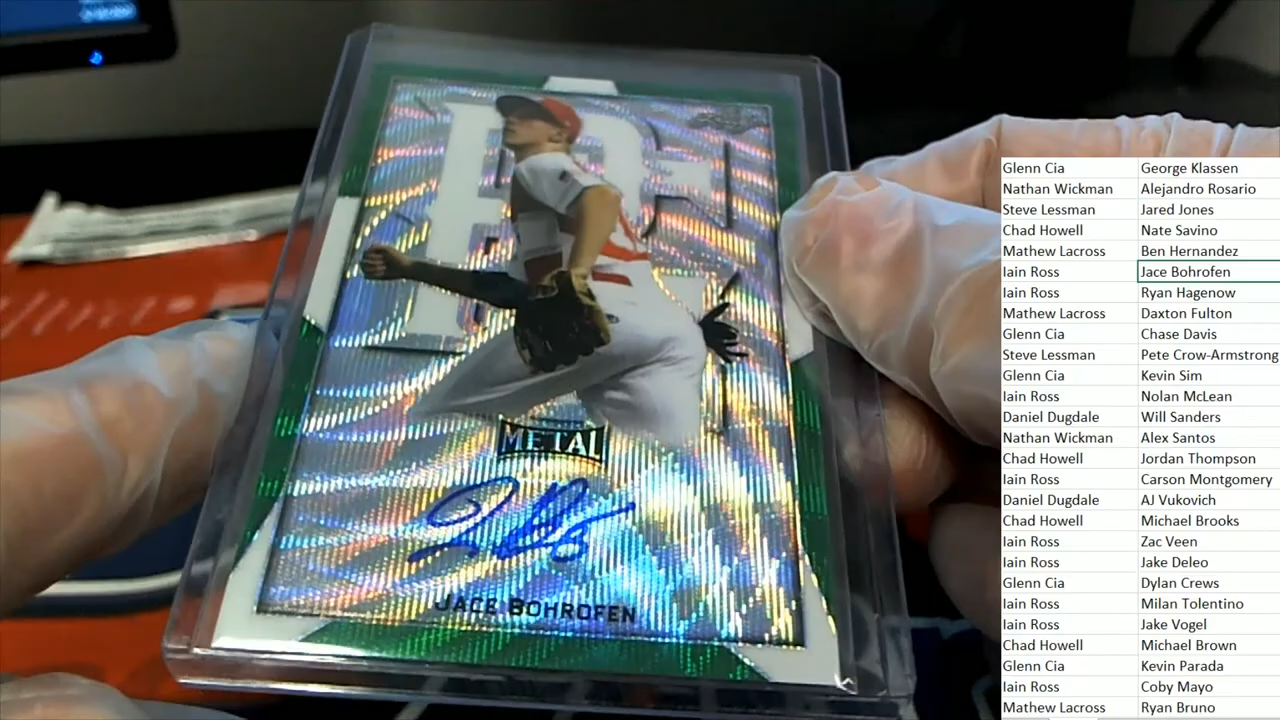 METAL
JACE BOHROFEN
Glenn Cia George Klassen
Nathan Wickman Alejandro Rosario
Steve Lessman Jared Jones
Chad Howell Nate Savino
Mathew Lacross Ben Hernandez
Iain Ross Jace Bohrofen
Iain Ross Ryan Hagenow
Mathew Lacross Daxton Fulton
Glenn Cia Chase Davis
Steve Lessman Pete Crow-Armstrong
Glenn Cia Kevin Sim
Iain Ross Nolan McLean
Daniel Dugdale Will Sanders
Nathan Wickman Alex Santos
Chad Howell Jordan Thompson
Iain Ross Carson Montgomery
Daniel Dugdale AJ Vukovich
Chad Howell Michael Brooks
Iain Ross Zac Veen
Iain Ross Jake Deleo
Glenn Cia Dylan Crews
Iain Ross Milan Tolentino
Iain Ross Jake Vogel
Chad Howell Michael Brown
Glenn Cia Kevin Parada
Iain Ross Coby Mayo
Mathew Lacross Ryan Bruno